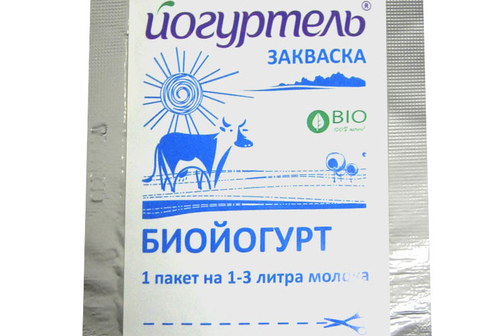 йогуртель®
ЗАКВАСКА
BIO
БИОЙОГУРТ
1 пакет на 1-3 литра молока